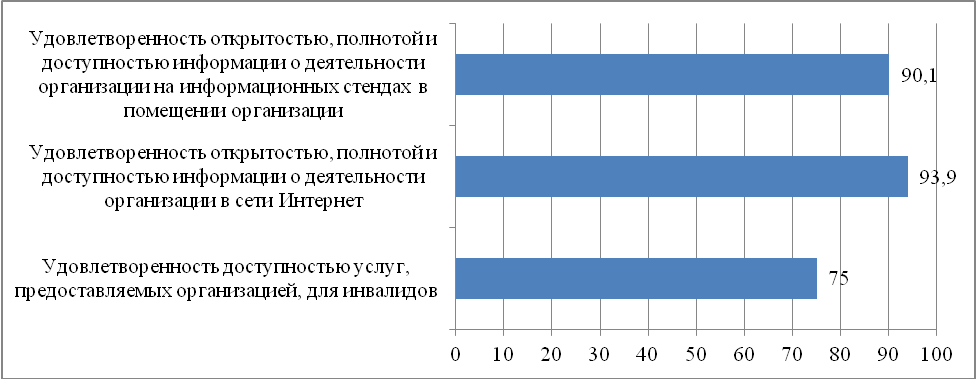 Удовлетворенность открытостью, полнотой и
доступностью информации о деятельности
организации на информационных стендах в
помещении организации
90,1
Удовлетворенность открытостью, полнотой и
доступностью информации о деятельности
организации в сети Интернет
93,9
Удовлетворенность доступностью услуг,
предоставляемых организацией, для инвалидов
75
0 10 20 30 40 50 60 70 80 90 100